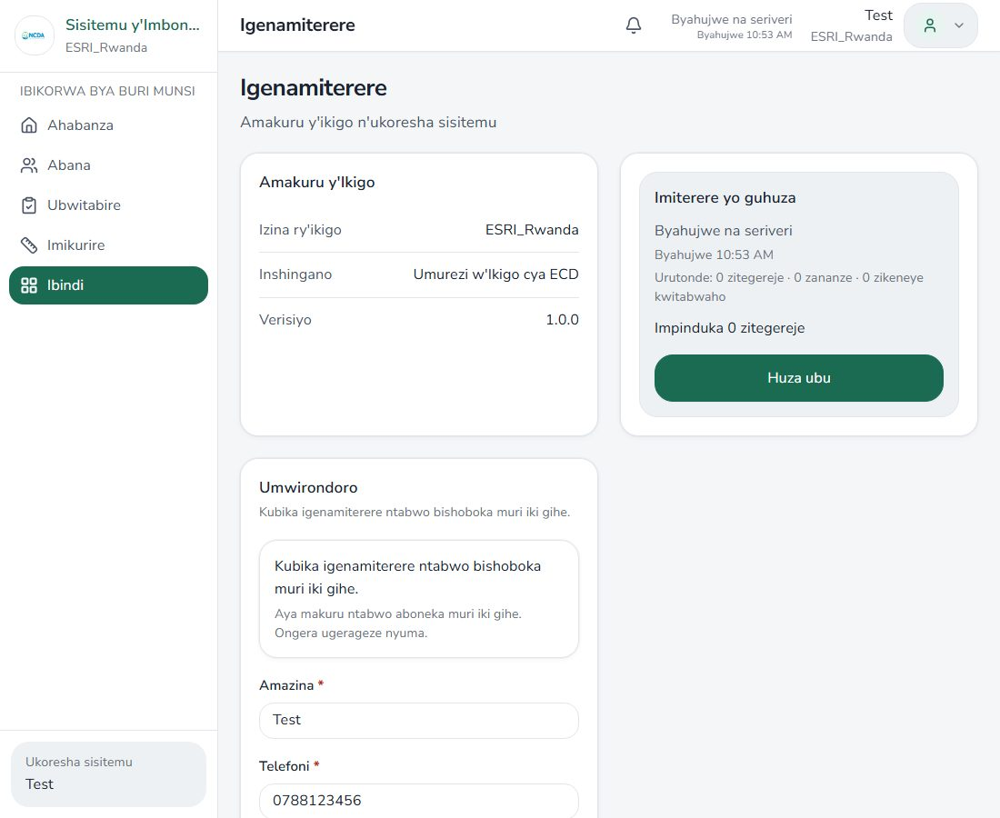 NCDA
Sisitemu y'Imbon...
ESRI_Rwanda
IBIKORWA BYA BURI MUNSI
Ahabanza
Abana
Ubwitabire
Imikurire
Ibindi
Ukoresha sisitemu
Test
Igenamiterere
Byahujwe na seriveri
Byahujwe 10:53 AM
Test
ESRI_Rwanda
Igenamiterere
Amakuru y'ikigo n'ukoresha sisitemu
Amakuru y'Ikigo
Izina ry'ikigo ESRI_Rwanda
Inshingano Umurezi w'Ikigo cya ECD
Verisiyo 1.0.0
Imiterere yo guhuza
Byahujwe na seriveri
Byahujwe 10:53 AM
Urutonde: 0 zitegereje · 0 zananze · 0 zikeneye
kwitabwaho
Impinduka 0 zitegereje
Huza ubu
Umwirondoro
Kubika igenamiterere ntabwo bishoboka muri iki gihe.
Kubika igenamiterere ntabwo bishoboka
muri iki gihe.
Aya makuru ntabwo aboneka muri iki gihe.
Ongera ugerageze nyuma.
Amazina *
Test
Telefoni *
0788123456